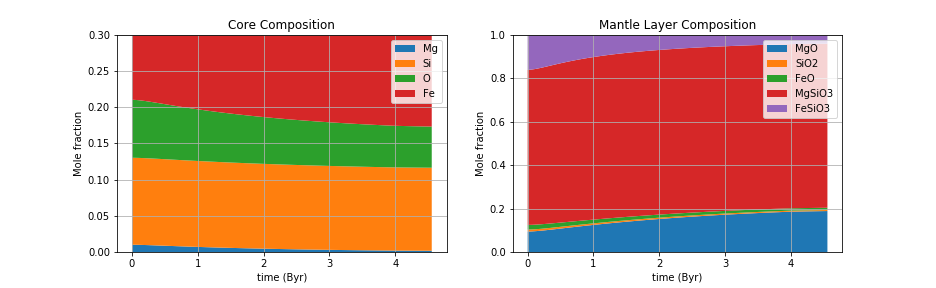 Core Composition
0.30
0.25
0.20
0.15
0.10
0.05
0.00
Mole fraction
0
1
2
3
4
time (Byr)
Mg
Si
O
Fe
Mantle Layer Composition
1.0
0.8
0.6
0.4
0.2
0.0
Mole fraction
0
1
2
3
4
time (Byr)
MgO
SiO2
FeO
MgSiO3
FeSiO3